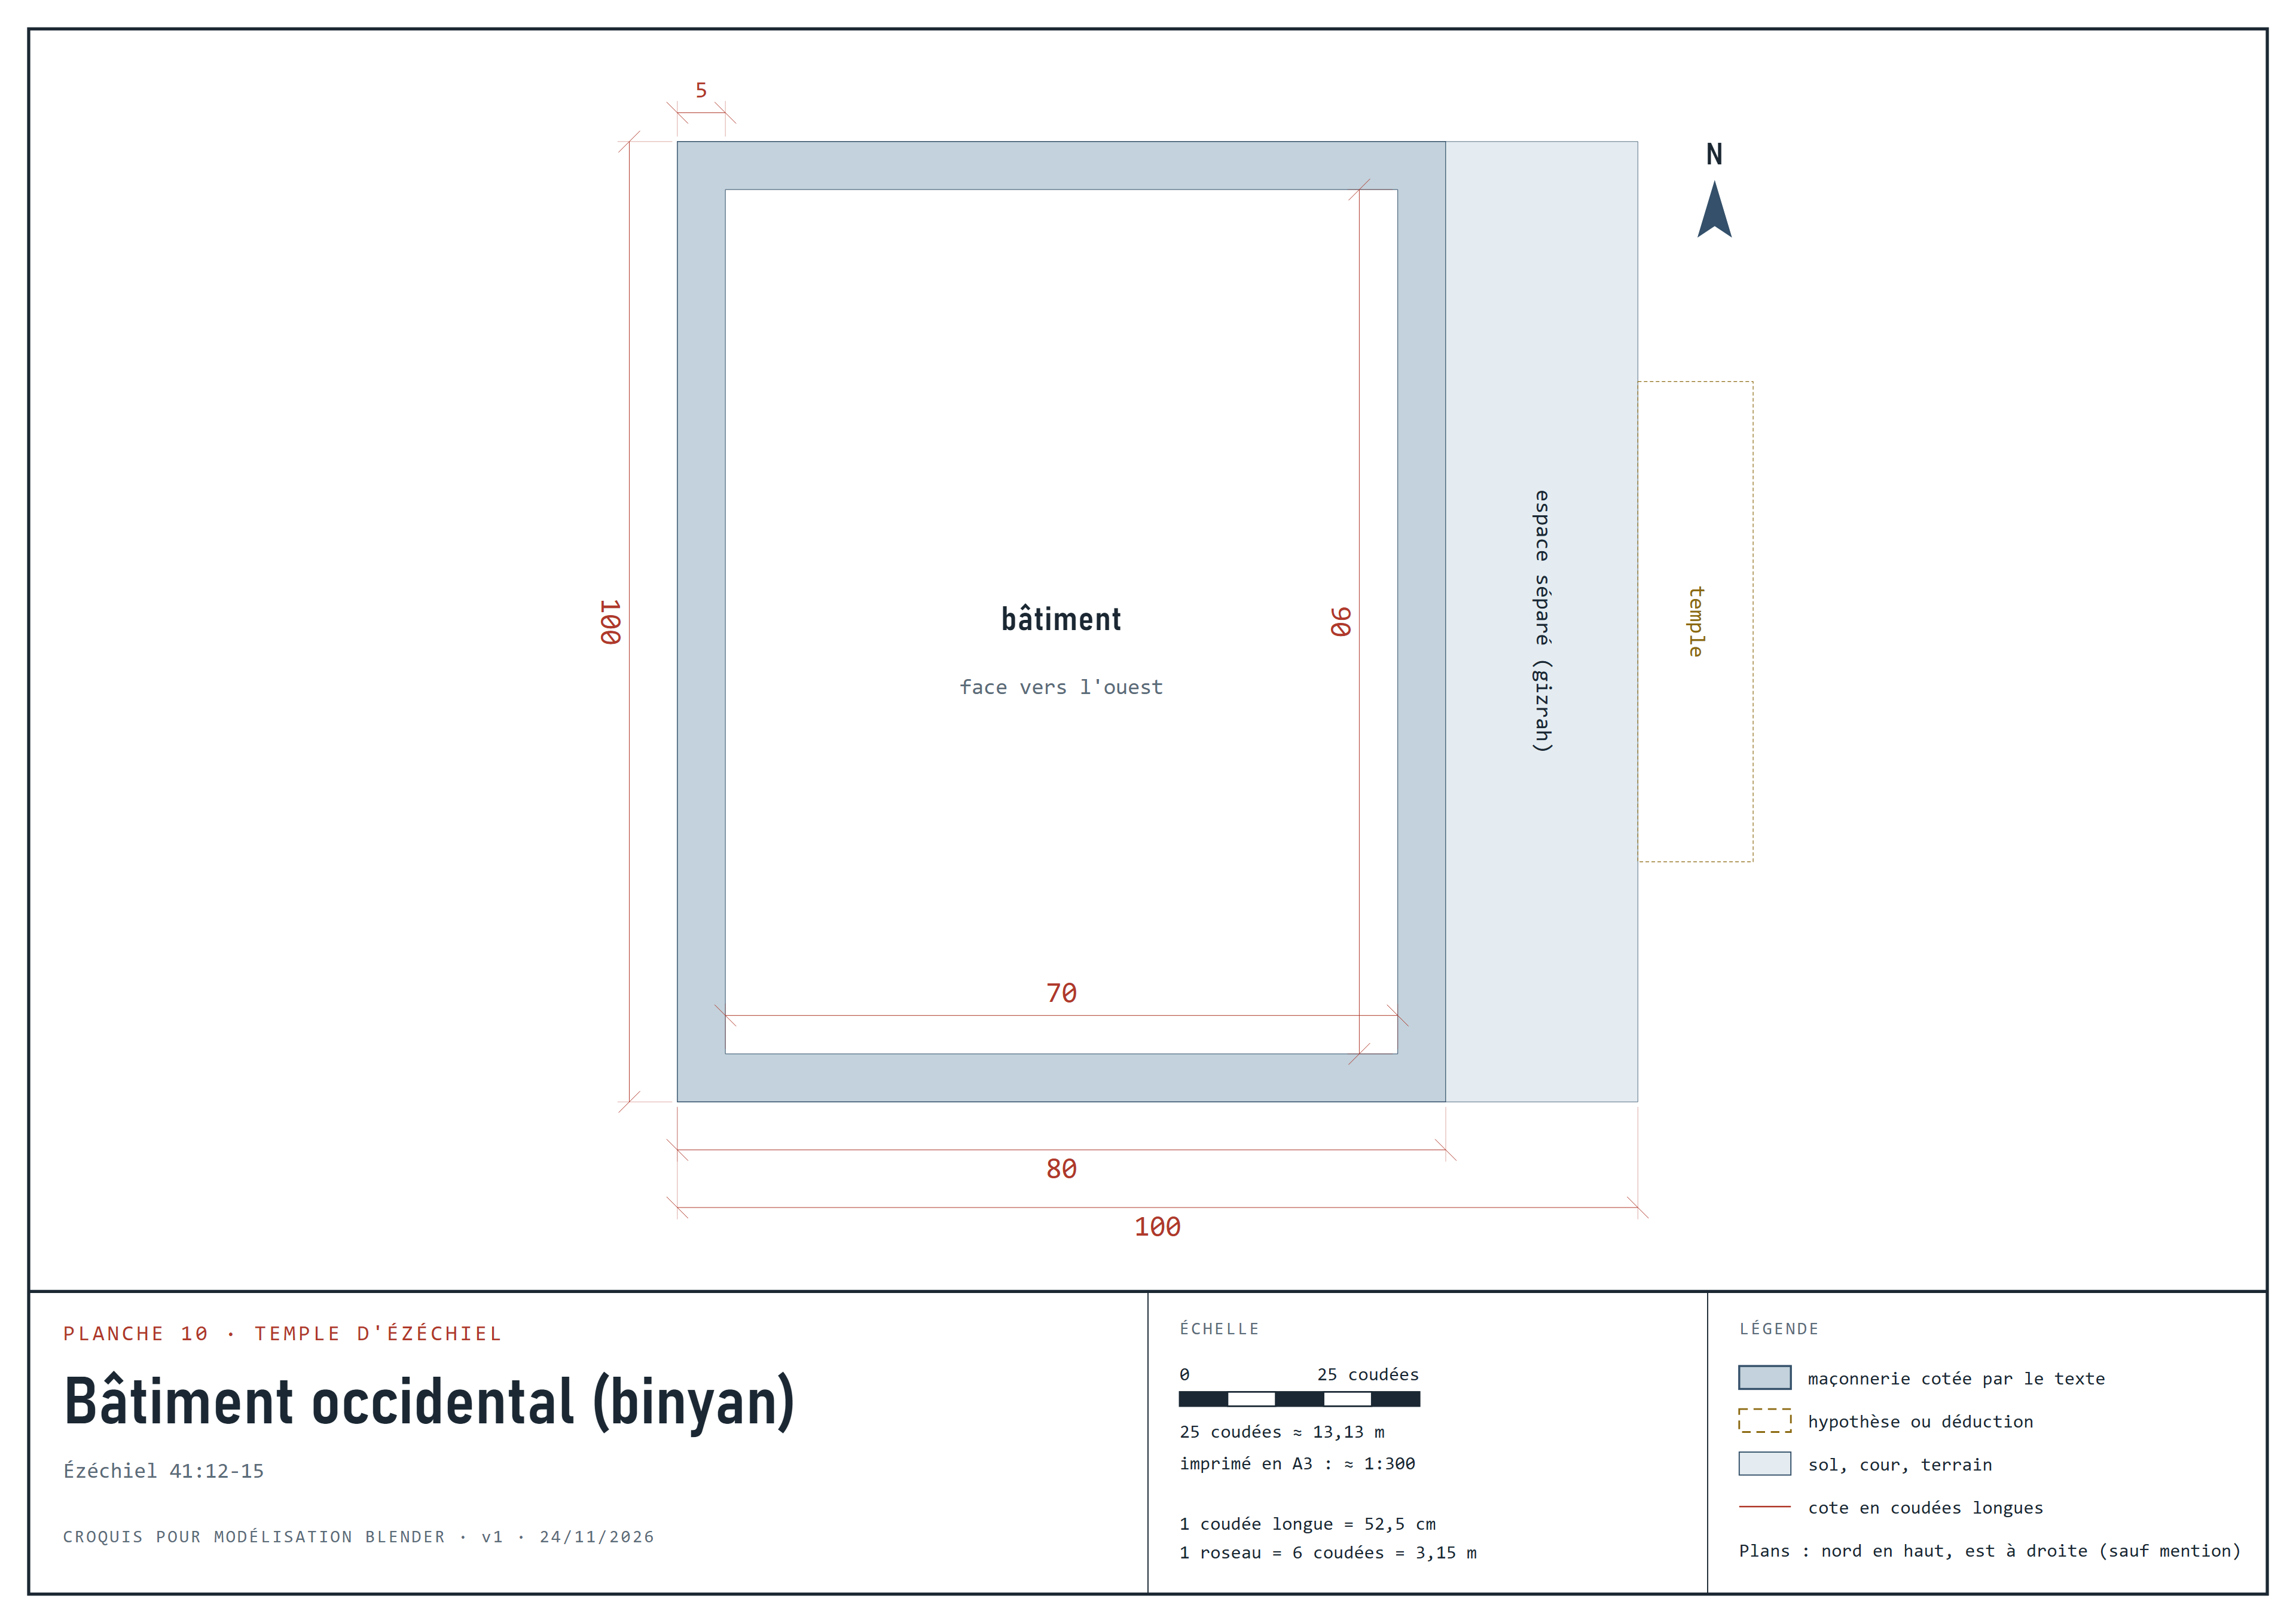 5
N
100
bâtiment
face vers l'ouest
90
espace séparé (gizrah)
temple
70
80
100
PLANCHE 10 · TEMPLE D'ÉZÉCHIEL
Bâtiment occidental (binyan)
Ézéchiel 41:12-15
CROQUIS POUR MODÉLISATION BLENDER · v1 · 24/11/2026
ÉCHELLE
0 25 coudées
25 coudées ≈ 13,13 m
imprimé en A3 : ≈ 1:300
1 coudée longue = 52,5 cm
1 roseau = 6 coudées = 3,15 m
LÉGENDE
maçonnerie cotée par le texte
hypothèse ou déduction
sol, cour, terrain
cote en coudées longues
Plans : nord en haut, est à droite (sauf mention)